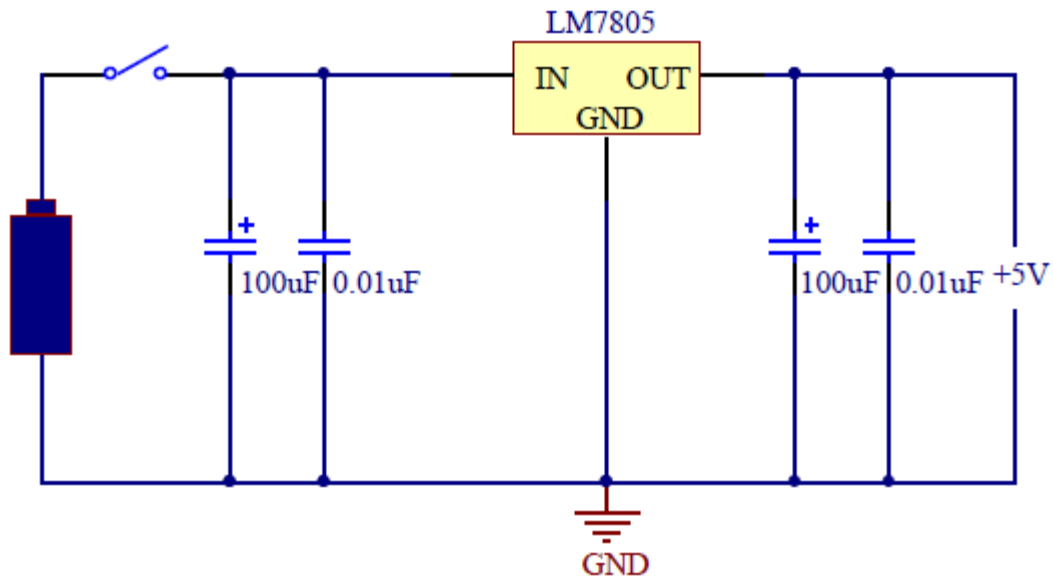 LM7805
IN OUT
GND
+ +
100uF 0.01uF 100uF 0.01uF +5V
GND